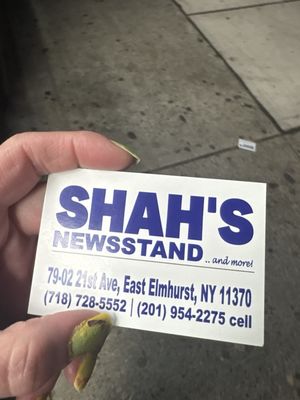 SHAH'S
NEWSSTAND
... and more!
79-02 21st Ave, East Elmhurst, NY 11370
(718) 728-5552 | (201) 954-2275 cell